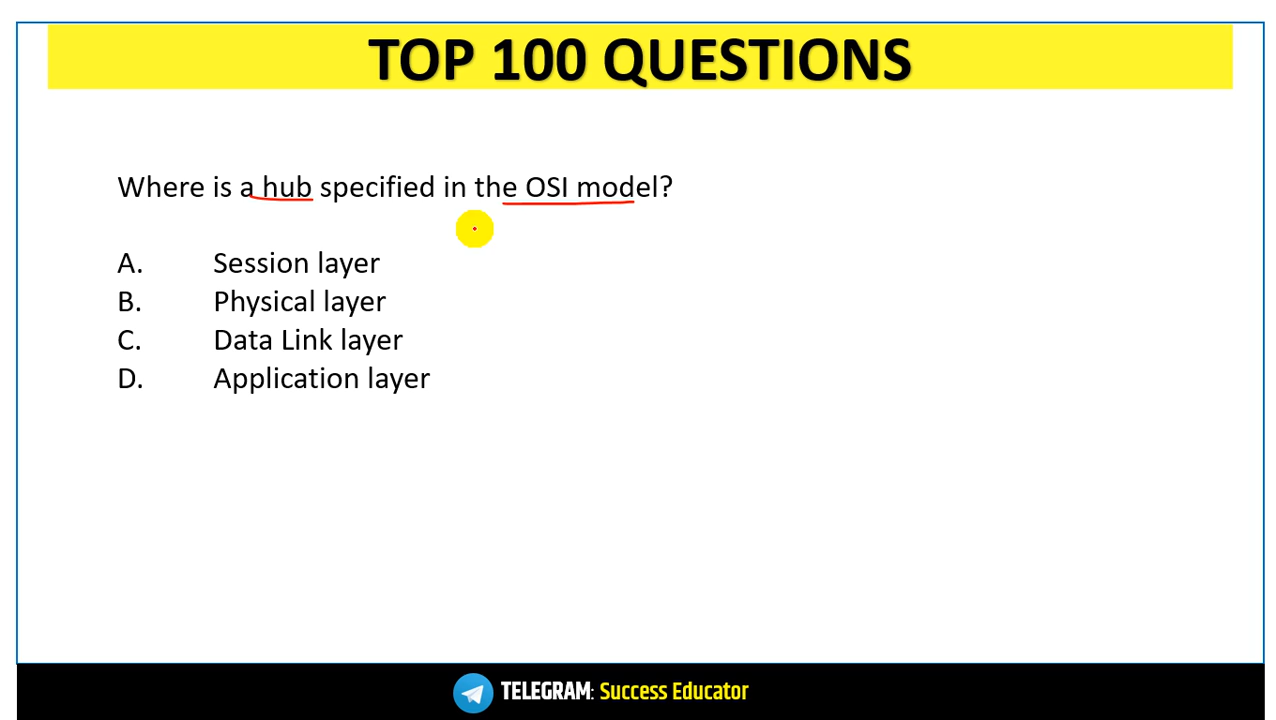 TOP 100 QUESTIONS
Where is a hub specified in the OSI model?
A. Session layer
B. Physical layer
C. Data Link layer
D. Application layer
TELEGRAM: Success Educator